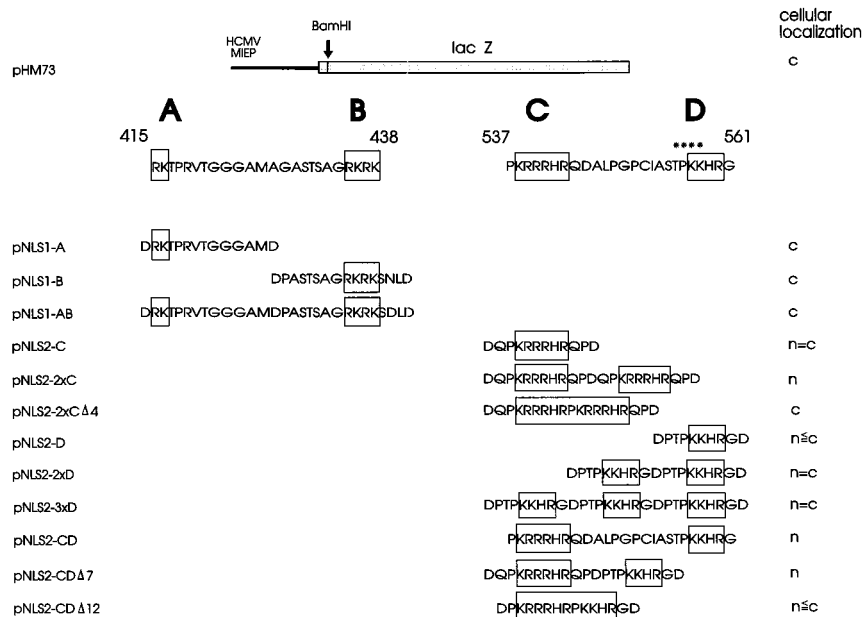 cellular
localization
BamHI
HCMV
MIEP
lac Z
pHM73
c
A
B
C
D
415
438
537
561
****
RKTPRVTGGGAMAGASTSAGRKRK
PKRRRHRQDALPGPCIASTPKKHRG
pNLS1-A
DRKTPRVTGGGAMD
c
pNLS1-B
DPASTSAGRKRKSNLD
c
pNLS1-AB
DRKTPRVTGGGAMDPASTSAGRKRKSDLD
c
pNLS2-C
DQPKRRRHRQPD
n=c
pNLS2-2xC
DQPKRRRHRQPDQPKRRRHRQPD
n
pNLS2-2xCΔ4
DQPKRRRHRPKRRRHRQPD
c
pNLS2-D
DPTPKKHRGD
n≦c
pNLS2-2xD
DPTPKKHRGDPTPKKHRGD
n=c
pNLS2-3xD
DPTPKKHRGDPTPKKHRGDPTPKKHRGD
n=c
pNLS2-CD
PKRRRHRQDALPGPCIASTPKKHRG
n
pNLS2-CDΔ7
DQPKRRRHRQPDPTPKKHRGD
n
pNLS2-CDΔ12
DPKRRRHRPKKHRGD
n≦c